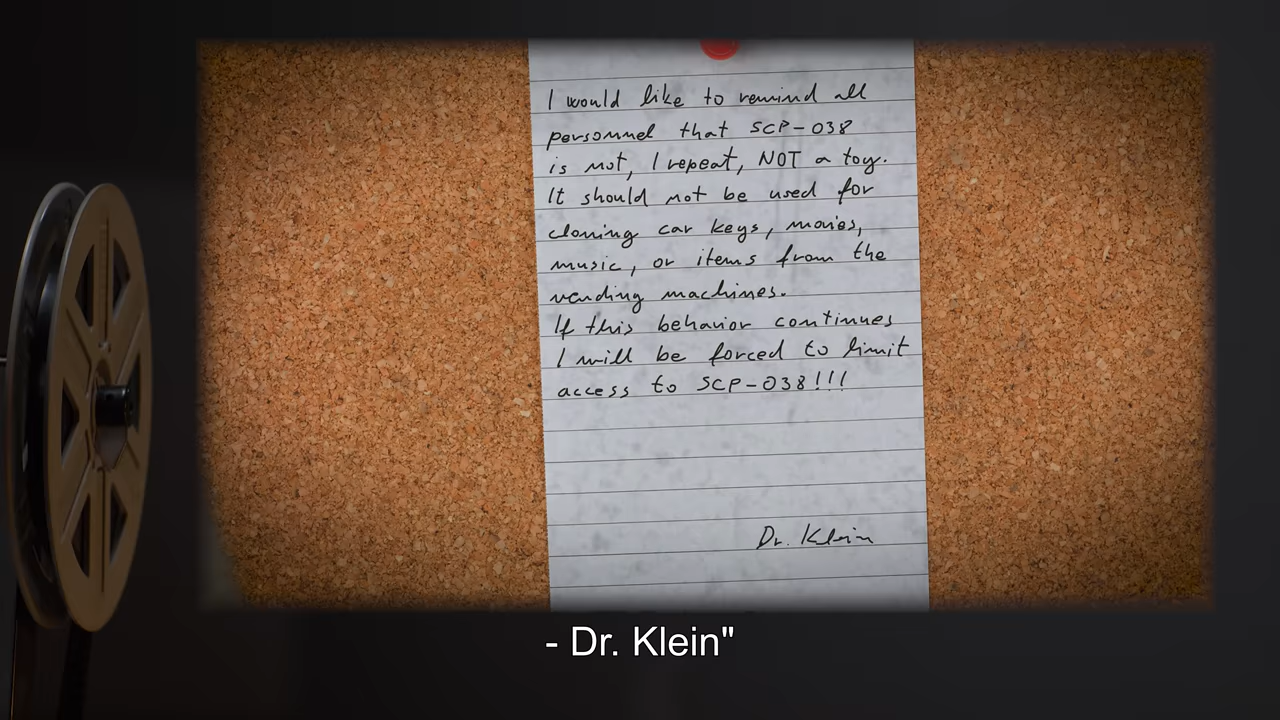 I would like to remind all
personnel that SCP-038
is not, I repeat, NOT a toy.
It should not be used for
cloning car keys, movies,
music, or items from the
vending machines.
If this behavior continues
I will be forced to limit
access to SCP-038!!!
Dr. Klein
- Dr. Klein"